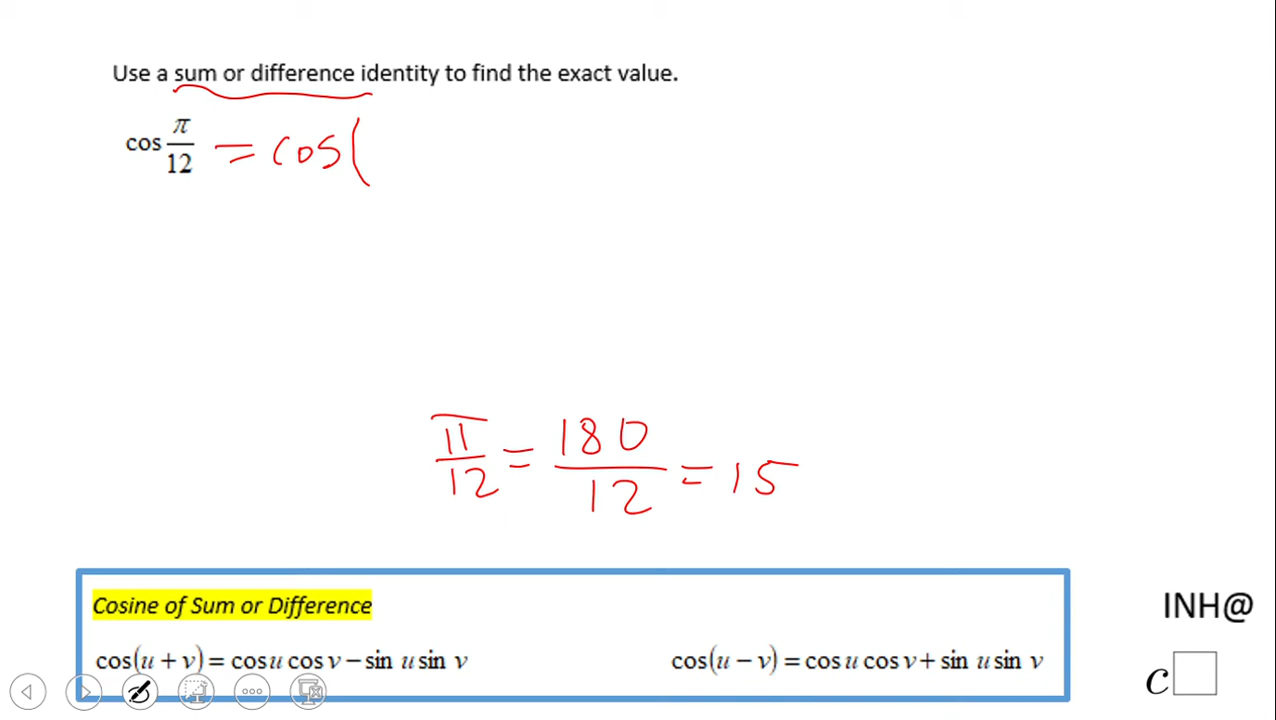 Use a sum or difference identity to find the exact value.
cos π/12 = cos(
π/12 = 180/12 = 15
Cosine of Sum or Difference
cos(u + v) = cos u cos v − sin u sin v
cos(u − v) = cos u cos v + sin u sin v
INH@
c